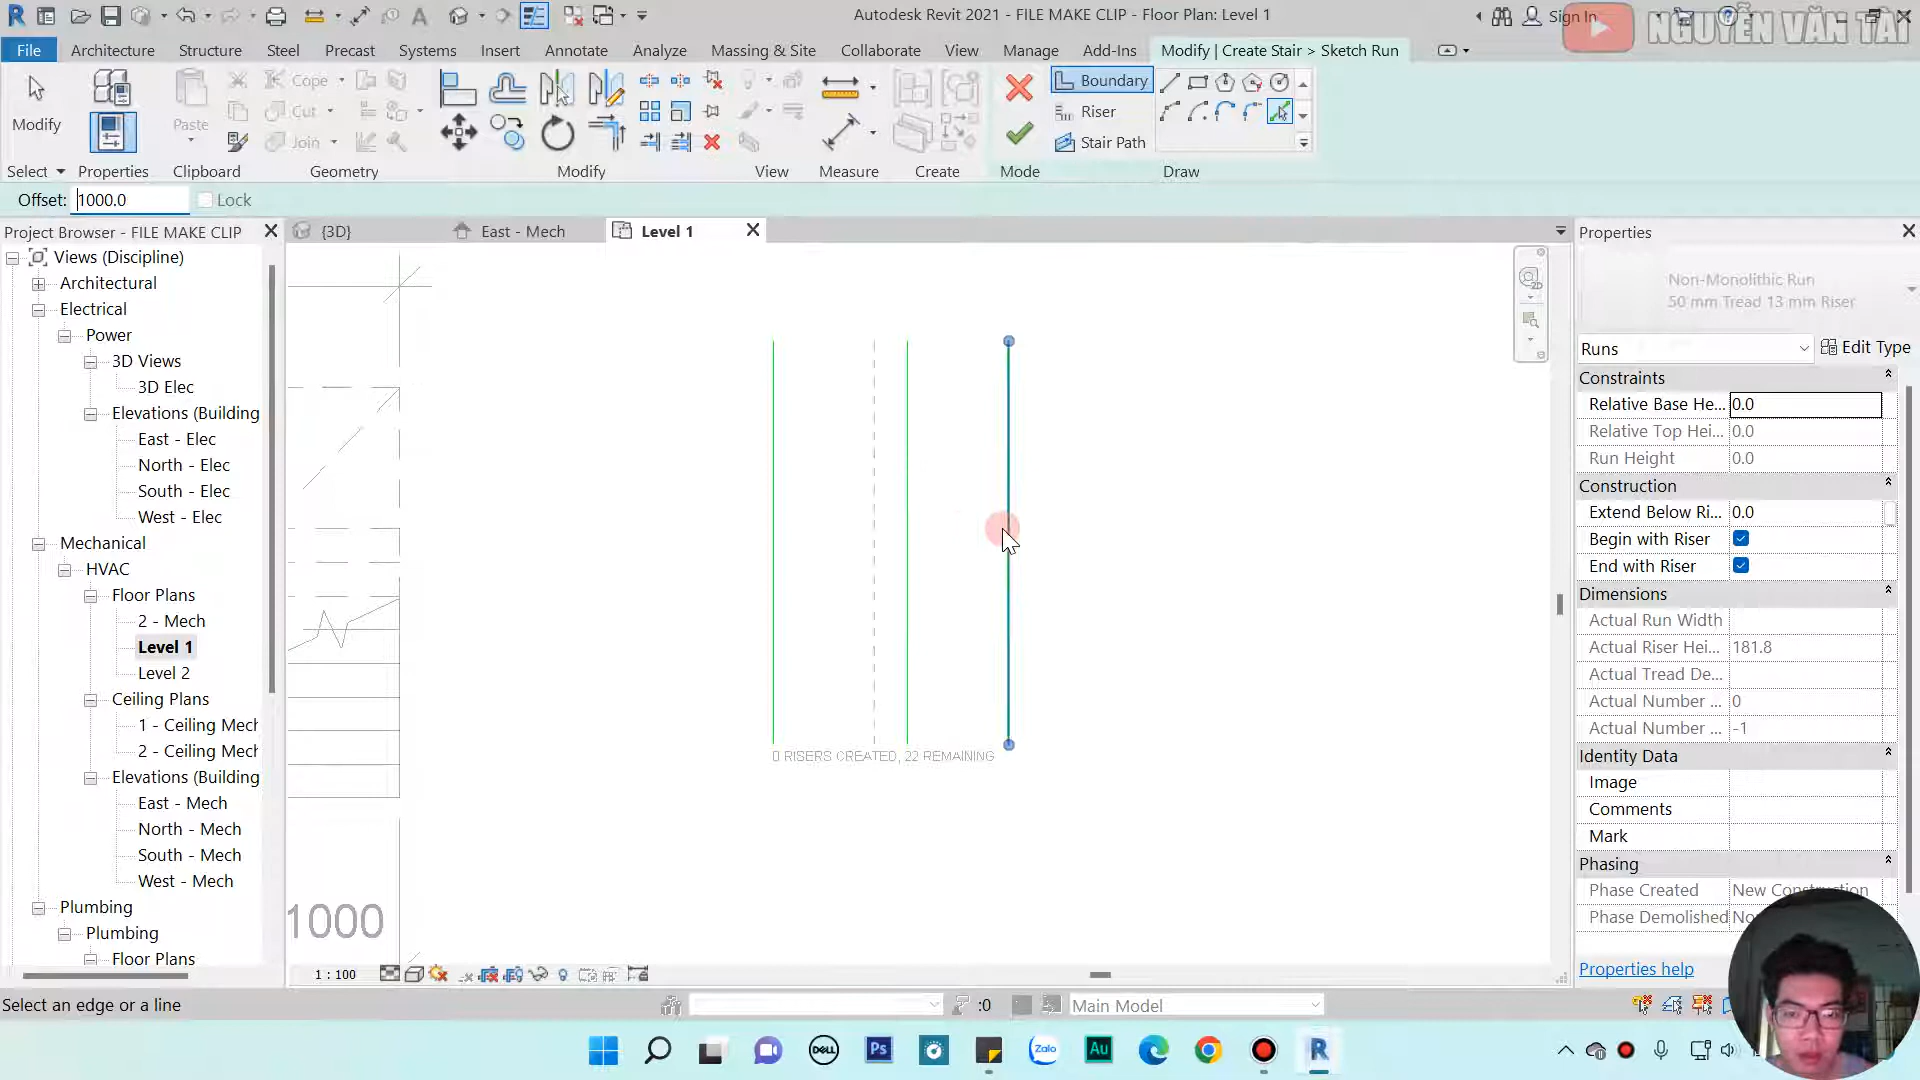 Autodesk Revit 2021 - FILE MAKE CLIP - Floor Plan: Level 1
Sign In
NGUYỄN VĂN TÀI
File Architecture Structure Steel Precast Systems Insert Annotate Analyze Massing & Site Collaborate View Manage Add-Ins Modify | Create Stair > Sketch Run
Modify
Paste
Cope
Cut
Join
Boundary
Riser
Stair Path
Select Properties Clipboard Geometry Modify View Measure Create Mode Draw
Offset: 1000.0 Lock
Project Browser - FILE MAKE CLIP
{3D} East - Mech Level 1
Views (Discipline)
Architectural
Electrical
Power
3D Views
3D Elec
Elevations (Building
East - Elec
North - Elec
South - Elec
West - Elec
Mechanical
HVAC
Floor Plans
2 - Mech
Level 1
Level 2
Ceiling Plans
1 - Ceiling Mech
2 - Ceiling Mech
Elevations (Building
East - Mech
North - Mech
South - Mech
West - Mech
Plumbing
Plumbing
Floor Plans
2D
0 RISERS CREATED, 22 REMAINING
1000
1 : 100
Properties
Non-Monolithic Run
50 mm Tread 13 mm Riser
Runs Edit Type
Constraints
Relative Base He... 0.0
Relative Top Hei... 0.0
Run Height 0.0
Construction
Extend Below Ri... 0.0
Begin with Riser
End with Riser
Dimensions
Actual Run Width
Actual Riser Hei... 181.8
Actual Tread De...
Actual Number ... 0
Actual Number ... -1
Identity Data
Image
Comments
Mark
Phasing
Phase Created New Construction
Phase Demolished
Properties help
Select an edge or a line
:0
Main Model
DELL
Ps
Zalo
Au
R